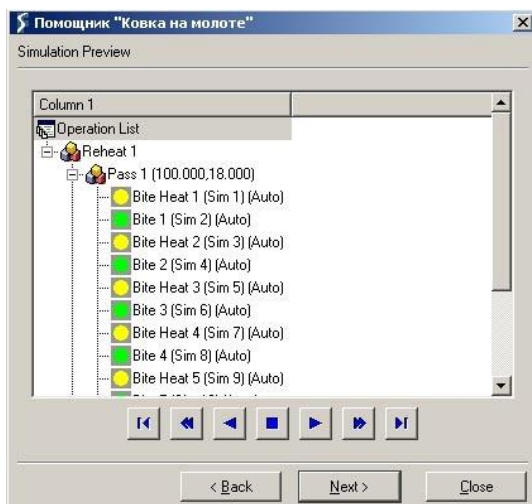 Помощник "Ковка на молоте"
Simulation Preview
Column 1
Operation List
Reheat 1
Pass 1 (100.000,18.000)
Bite Heat 1 (Sim 1) (Auto)
Bite 1 (Sim 2) (Auto)
Bite Heat 2 (Sim 3) (Auto)
Bite 2 (Sim 4) (Auto)
Bite Heat 3 (Sim 5) (Auto)
Bite 3 (Sim 6) (Auto)
Bite Heat 4 (Sim 7) (Auto)
Bite 4 (Sim 8) (Auto)
Bite Heat 5 (Sim 9) (Auto)
< Back
Next >
Close